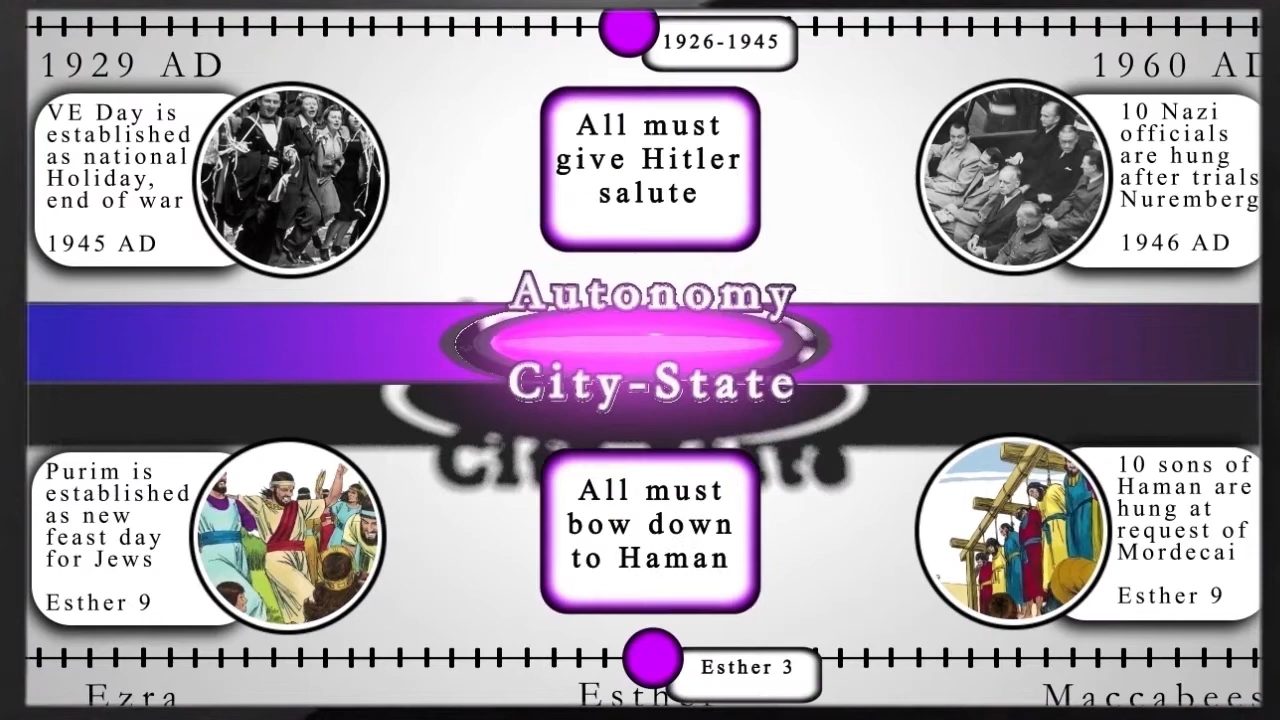 1926-1945
1929 AD
1960 AD
VE Day is
established
as national
Holiday,
end of war
1945 AD
All must
give Hitler
salute
10 Nazi
officials
are hung
after trials
Nuremberg
1946 AD
Autonomy
City-State
Purim is
established
as new
feast day
for Jews
Esther 9
All must
bow down
to Haman
10 sons of
Haman are
hung at
request of
Mordecai
Esther 9
Esther 3
Ezra
Esther
Maccabees